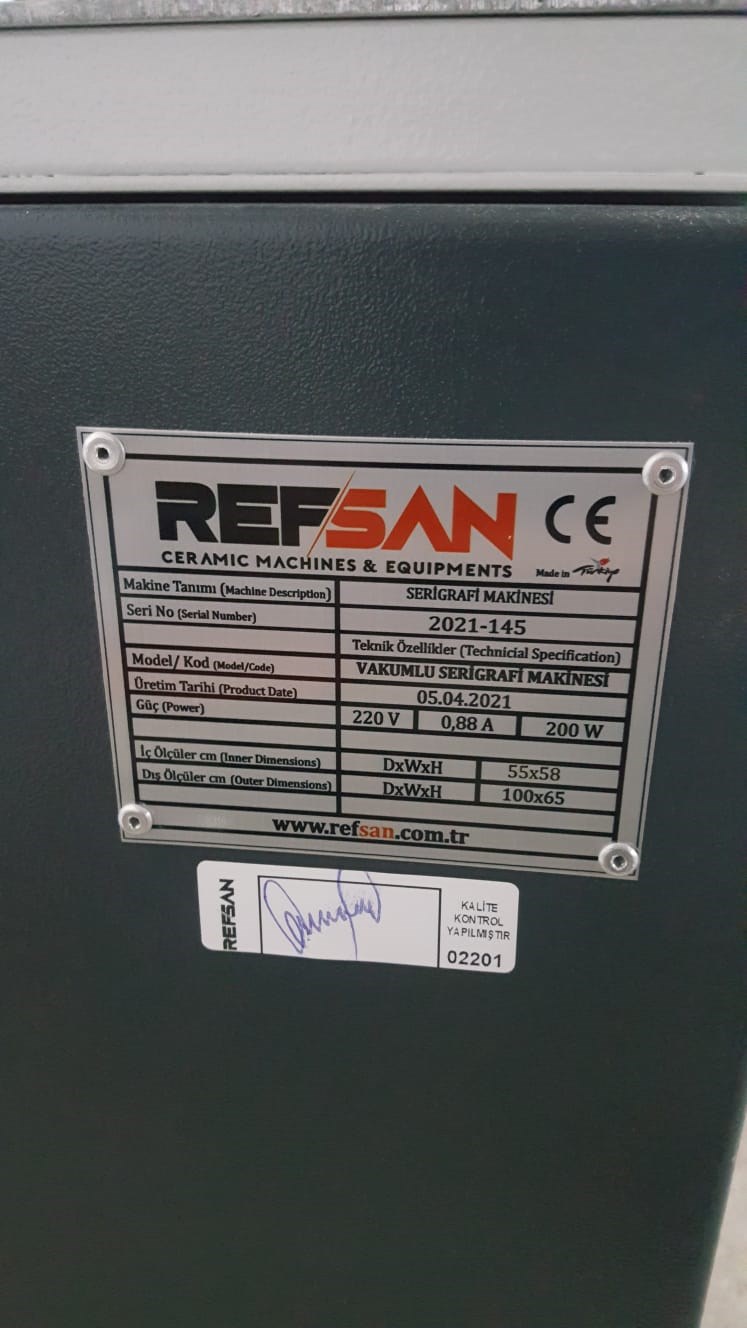 REFSAN CE
CERAMIC MACHINES & EQUIPMENTS Made in Türkiye
Makine Tanımı (Machine Description) SERİGRAFİ MAKİNESİ
Seri No (Serial Number) 2021-145
Teknik Özellikler (Technicial Specification)
Model/ Kod (Model/Code) VAKUMLU SERİGRAFİ MAKİNESİ
Üretim Tarihi (Product Date) 05.04.2021
Güç (Power) 220 V 0,88 A 200 W
İç Ölçüler cm (Inner Dimensions) DxWxH 55x58
Dış Ölçüler cm (Outer Dimensions) DxWxH 100x65
www.refsan.com.tr
REFSAN
KALİTE
KONTROL
YAPILMIŞTIR
02201